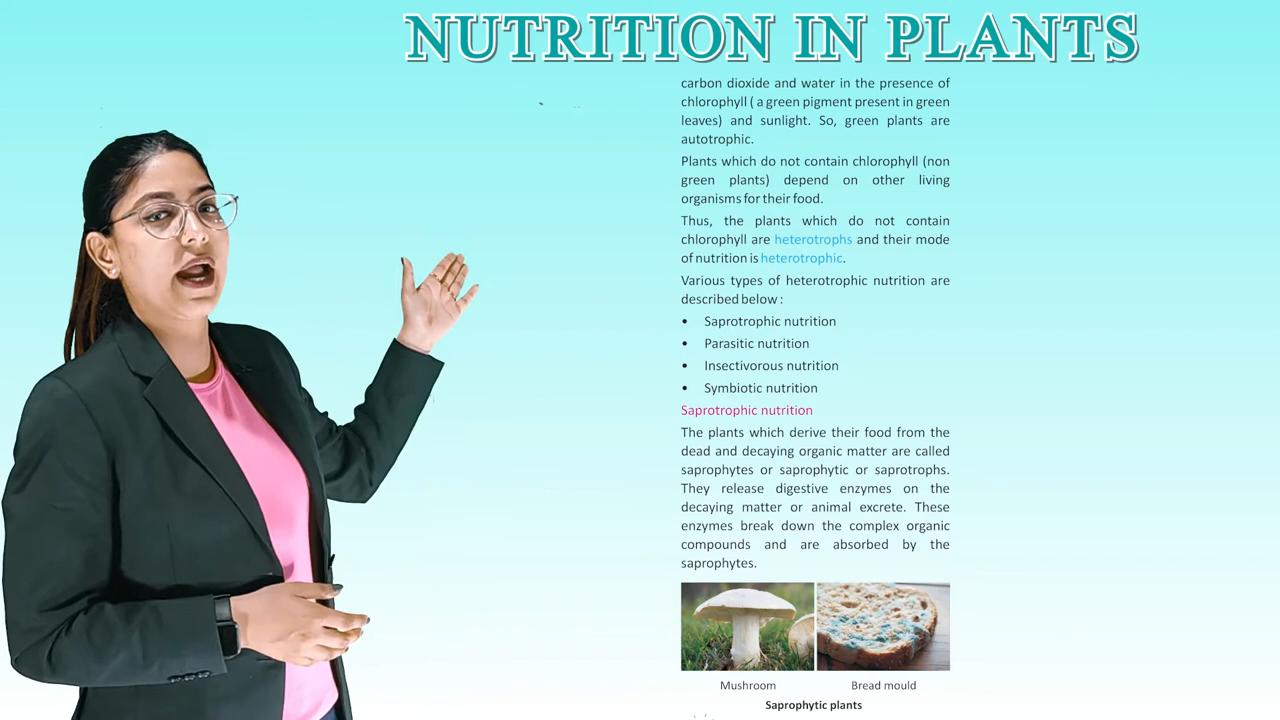 NUTRITION IN PLANTS
carbon dioxide and water in the presence of
chlorophyll ( a green pigment present in green
leaves) and sunlight. So, green plants are
autotrophic.
Plants which do not contain chlorophyll (non
green plants) depend on other living
organisms for their food.
Thus, the plants which do not contain
chlorophyll are heterotrophs and their mode
of nutrition is heterotrophic.
Various types of heterotrophic nutrition are
described below :
• Saprotrophic nutrition
• Parasitic nutrition
• Insectivorous nutrition
• Symbiotic nutrition
Saprotrophic nutrition
The plants which derive their food from the
dead and decaying organic matter are called
saprophytes or saprophytic or saprotrophs.
They release digestive enzymes on the
decaying matter or animal excrete. These
enzymes break down the complex organic
compounds and are absorbed by the
saprophytes.
Mushroom Bread mould
Saprophytic plants